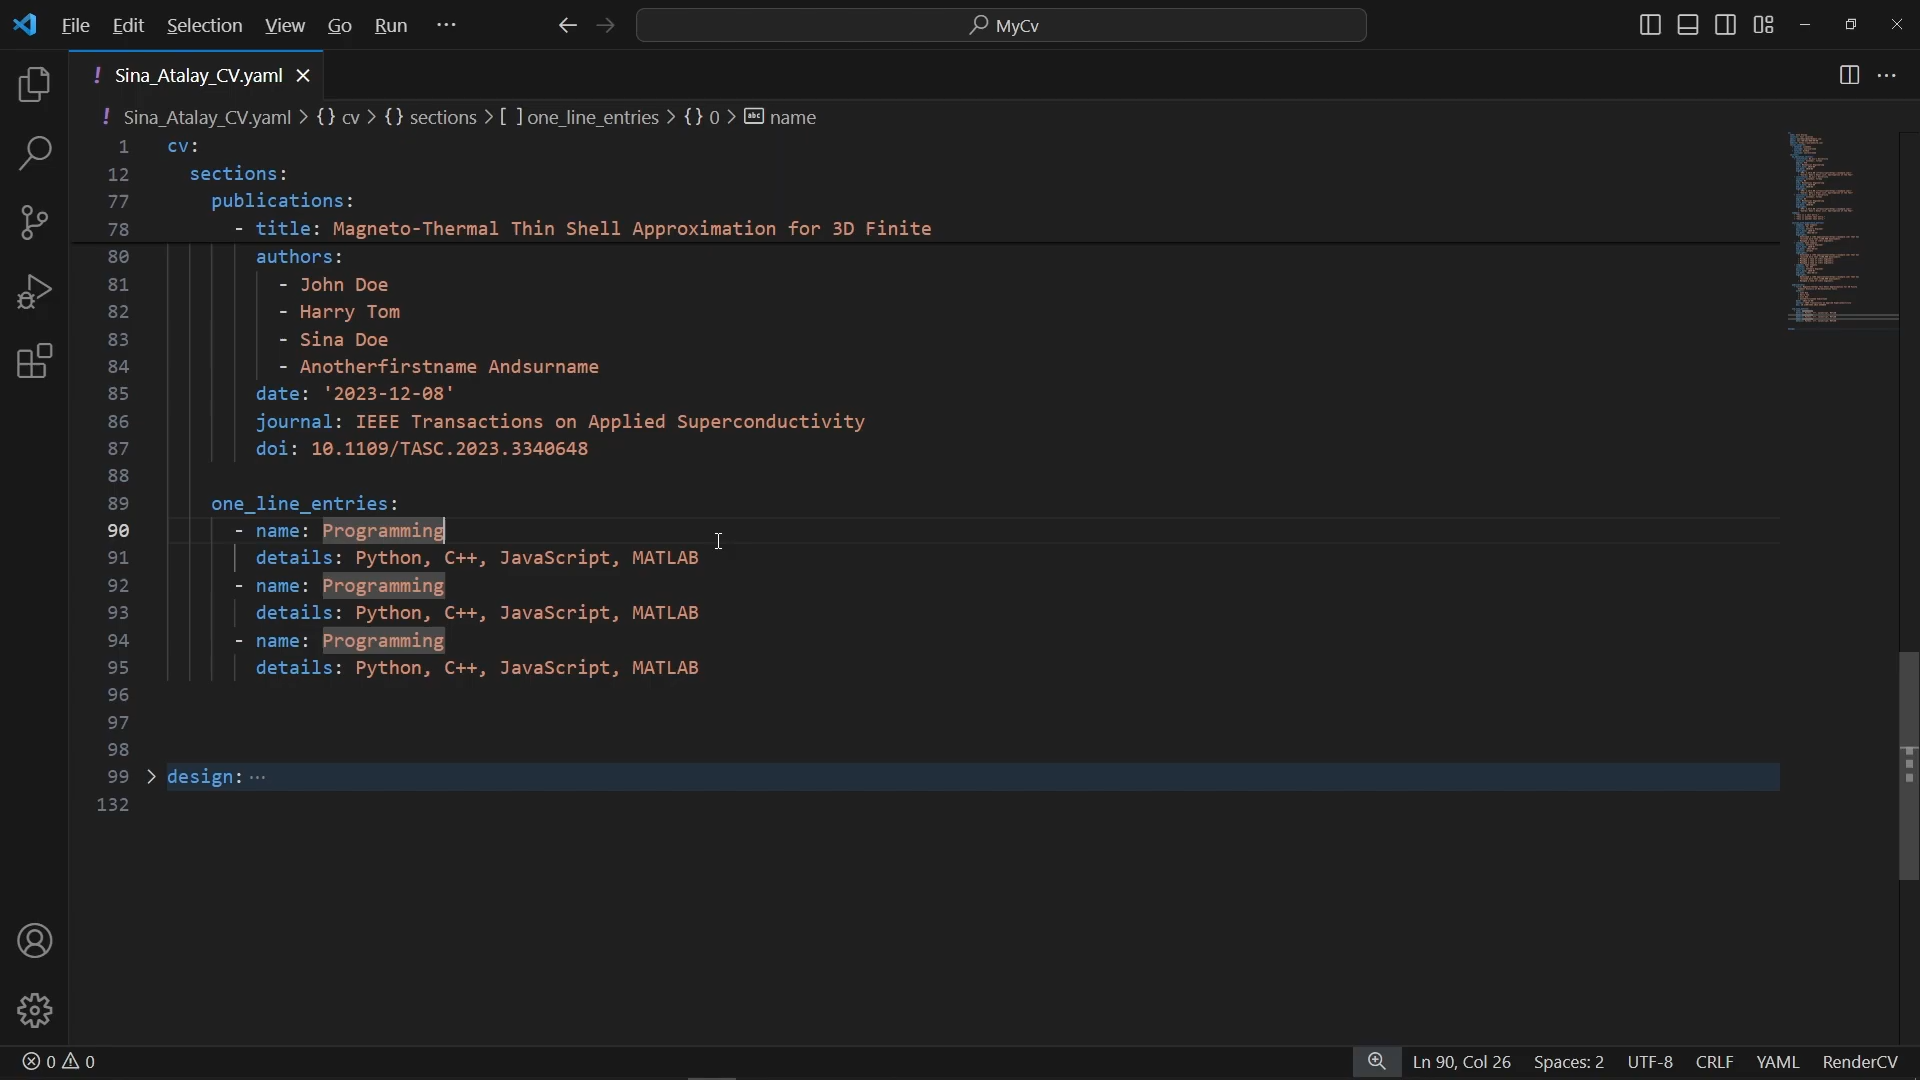 File Edit Selection View Go Run ··· MyCv
! Sina_Atalay_CV.yaml
! Sina_Atalay_CV.yaml > {} cv > {} sections > [ ] one_line_entries > {} 0 > abc name
1 cv:
12 sections:
77 publications:
78 - title: Magneto-Thermal Thin Shell Approximation for 3D Finite
80 authors:
81 - John Doe
82 - Harry Tom
83 - Sina Doe
84 - Anotherfirstname Andsurname
85 date: '2023-12-08'
86 journal: IEEE Transactions on Applied Superconductivity
87 doi: 10.1109/TASC.2023.3340648
88
89 one_line_entries:
90 - name: Programming
91 details: Python, C++, JavaScript, MATLAB
92 - name: Programming
93 details: Python, C++, JavaScript, MATLAB
94 - name: Programming
95 details: Python, C++, JavaScript, MATLAB
96
97
98
99 > design: ···
132
0 0 Ln 90, Col 26 Spaces: 2 UTF-8 CRLF YAML RenderCV